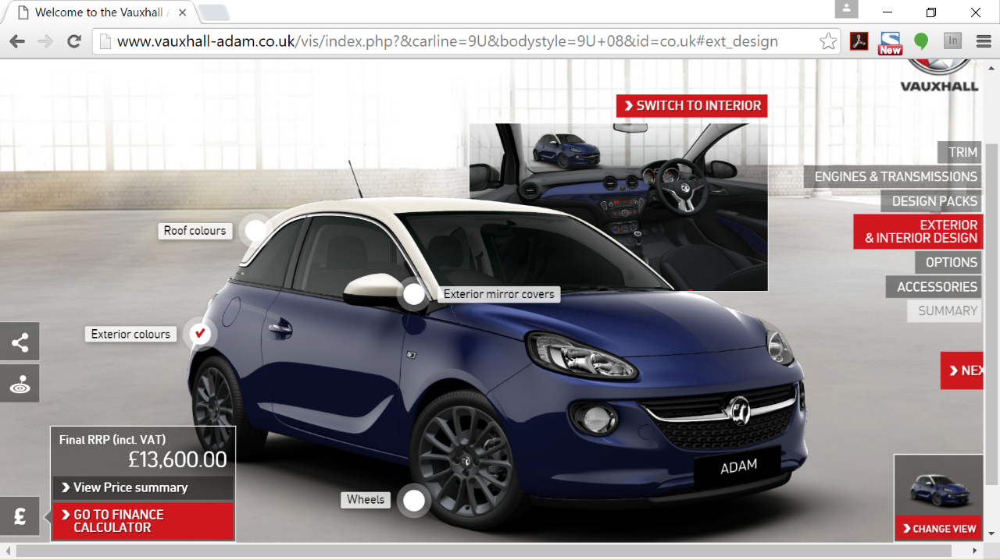 Welcome to the Vauxhall
www.vauxhall-adam.co.uk/vis/index.php?&carline=9U&bodystyle=9U+08&id=co.uk#ext_design
New
In
VAUXHALL
SWITCH TO INTERIOR
TRIM
ENGINES & TRANSMISSIONS
DESIGN PACKS
EXTERIOR
& INTERIOR DESIGN
OPTIONS
ACCESSORIES
SUMMARY
Roof colours
Exterior mirror covers
Exterior colours
NEX
Final RRP (incl. VAT)
£13,600.00
View Price summary
£
GO TO FINANCE
CALCULATOR
Wheels
ADAM
CHANGE VIEW